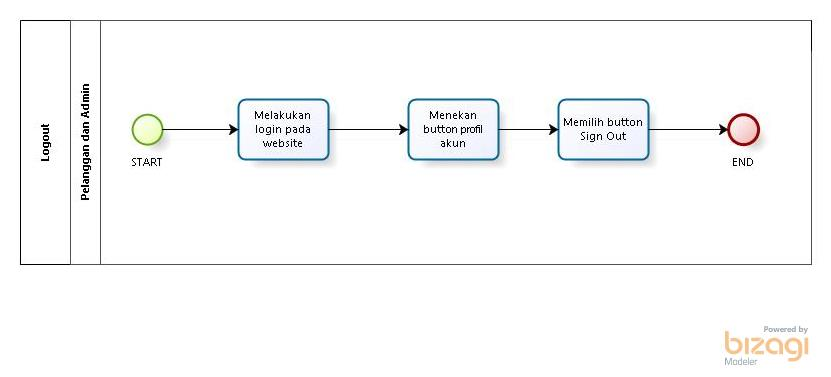 Logout
Pelanggan dan Admin
START
Melakukan
login pada
website
Menekan
button profil
akun
Memilih button
Sign Out
END
Powered by
bizagi
Modeler